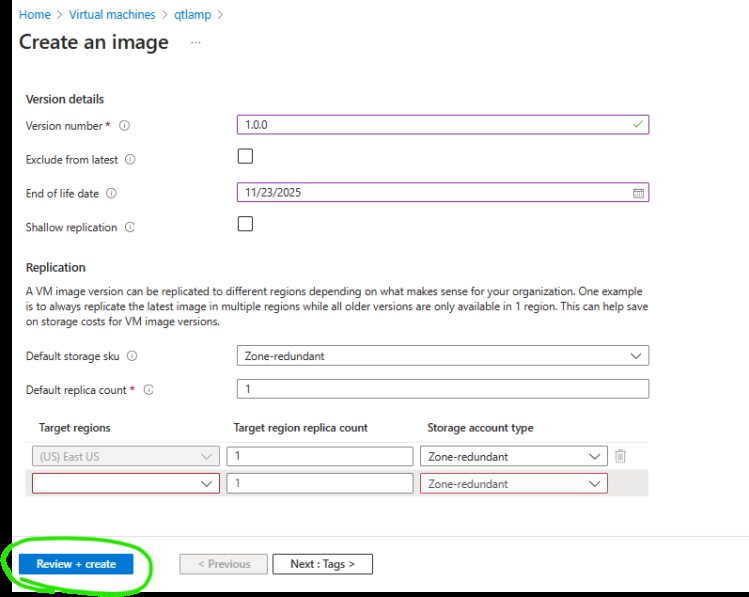 Home > Virtual machines > qtlamp >
Create an image ...
Version details
Version number * 1.0.0
Exclude from latest
End of life date 11/23/2025
Shallow replication
Replication
A VM image version can be replicated to different regions depending on what makes sense for your organization. One example
is to always replicate the latest image in multiple regions while all older versions are only available in 1 region. This can help save
on storage costs for VM image versions.
Default storage sku Zone-redundant
Default replica count * 1
Target regions Target region replica count Storage account type
(US) East US 1 Zone-redundant
1 Zone-redundant
Review + create < Previous Next : Tags >